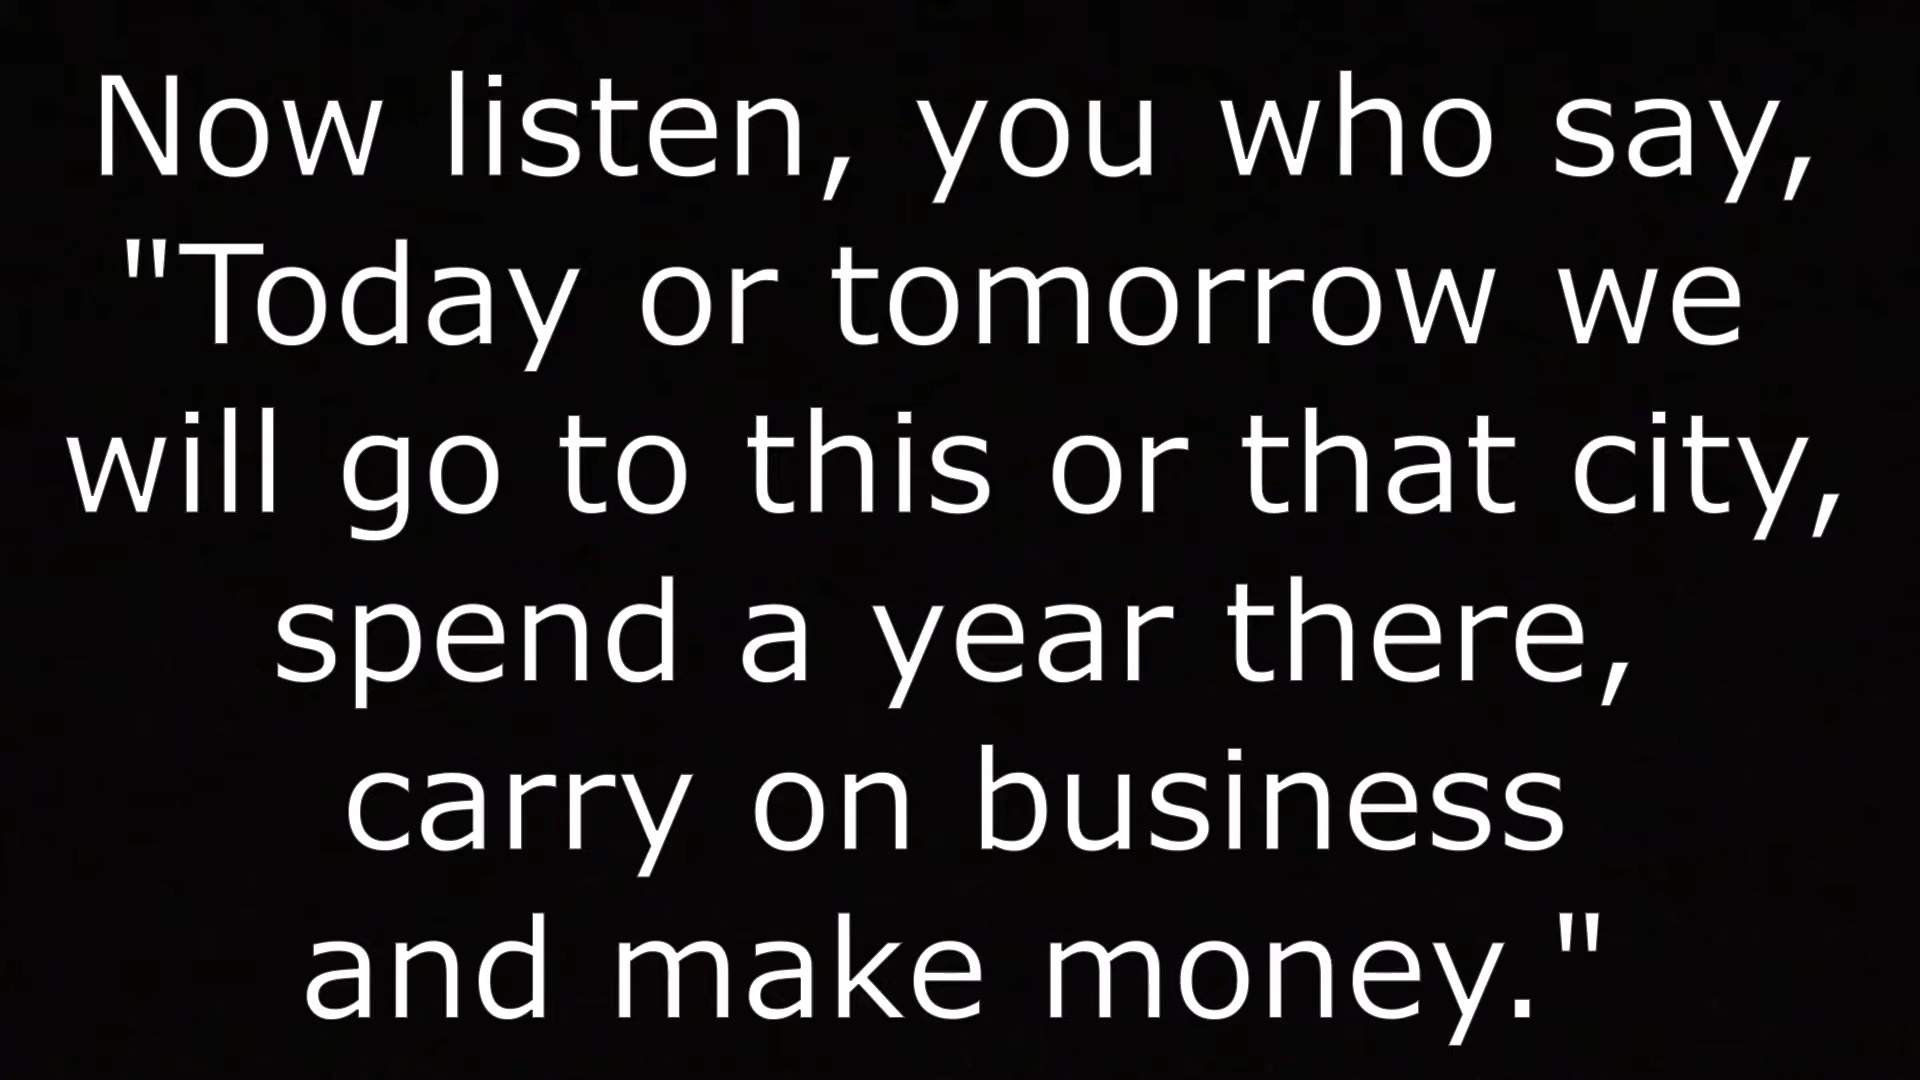 Now listen, you who say,
"Today or tomorrow we
will go to this or that city,
spend a year there,
carry on business
and make money."